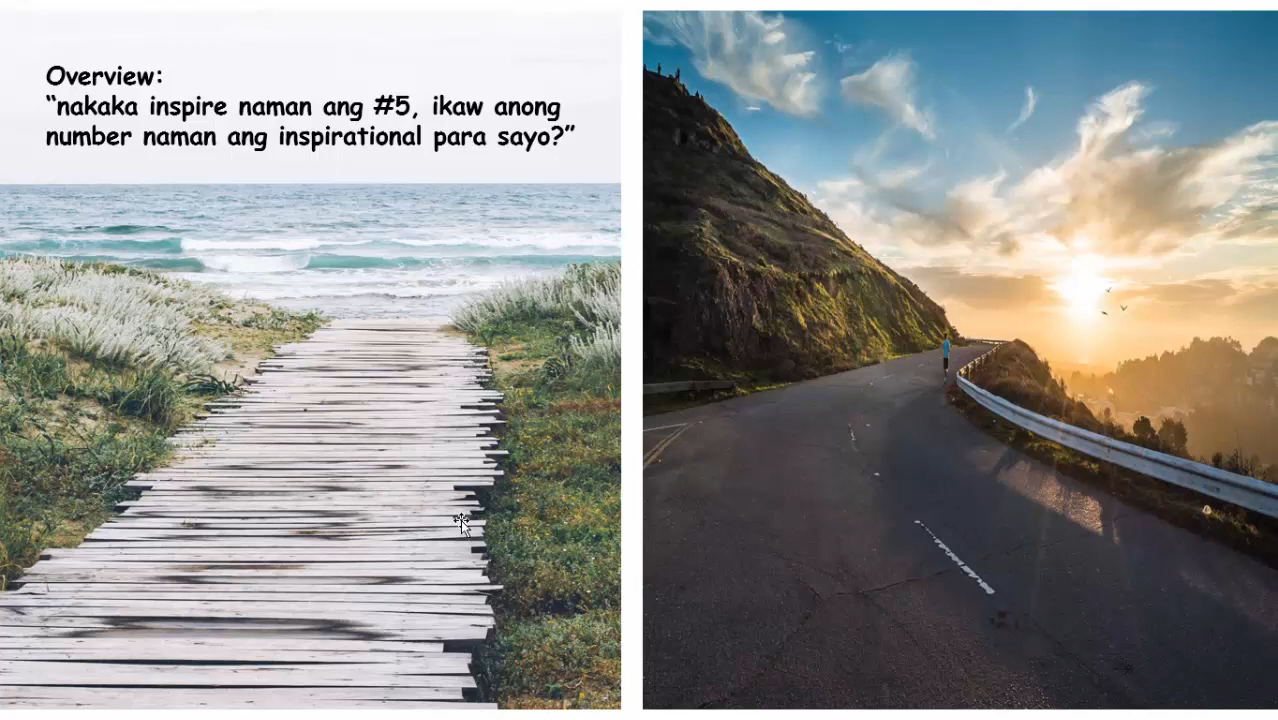 Overview:
“nakaka inspire naman ang #5, ikaw anong
number naman ang inspirational para sayo?”